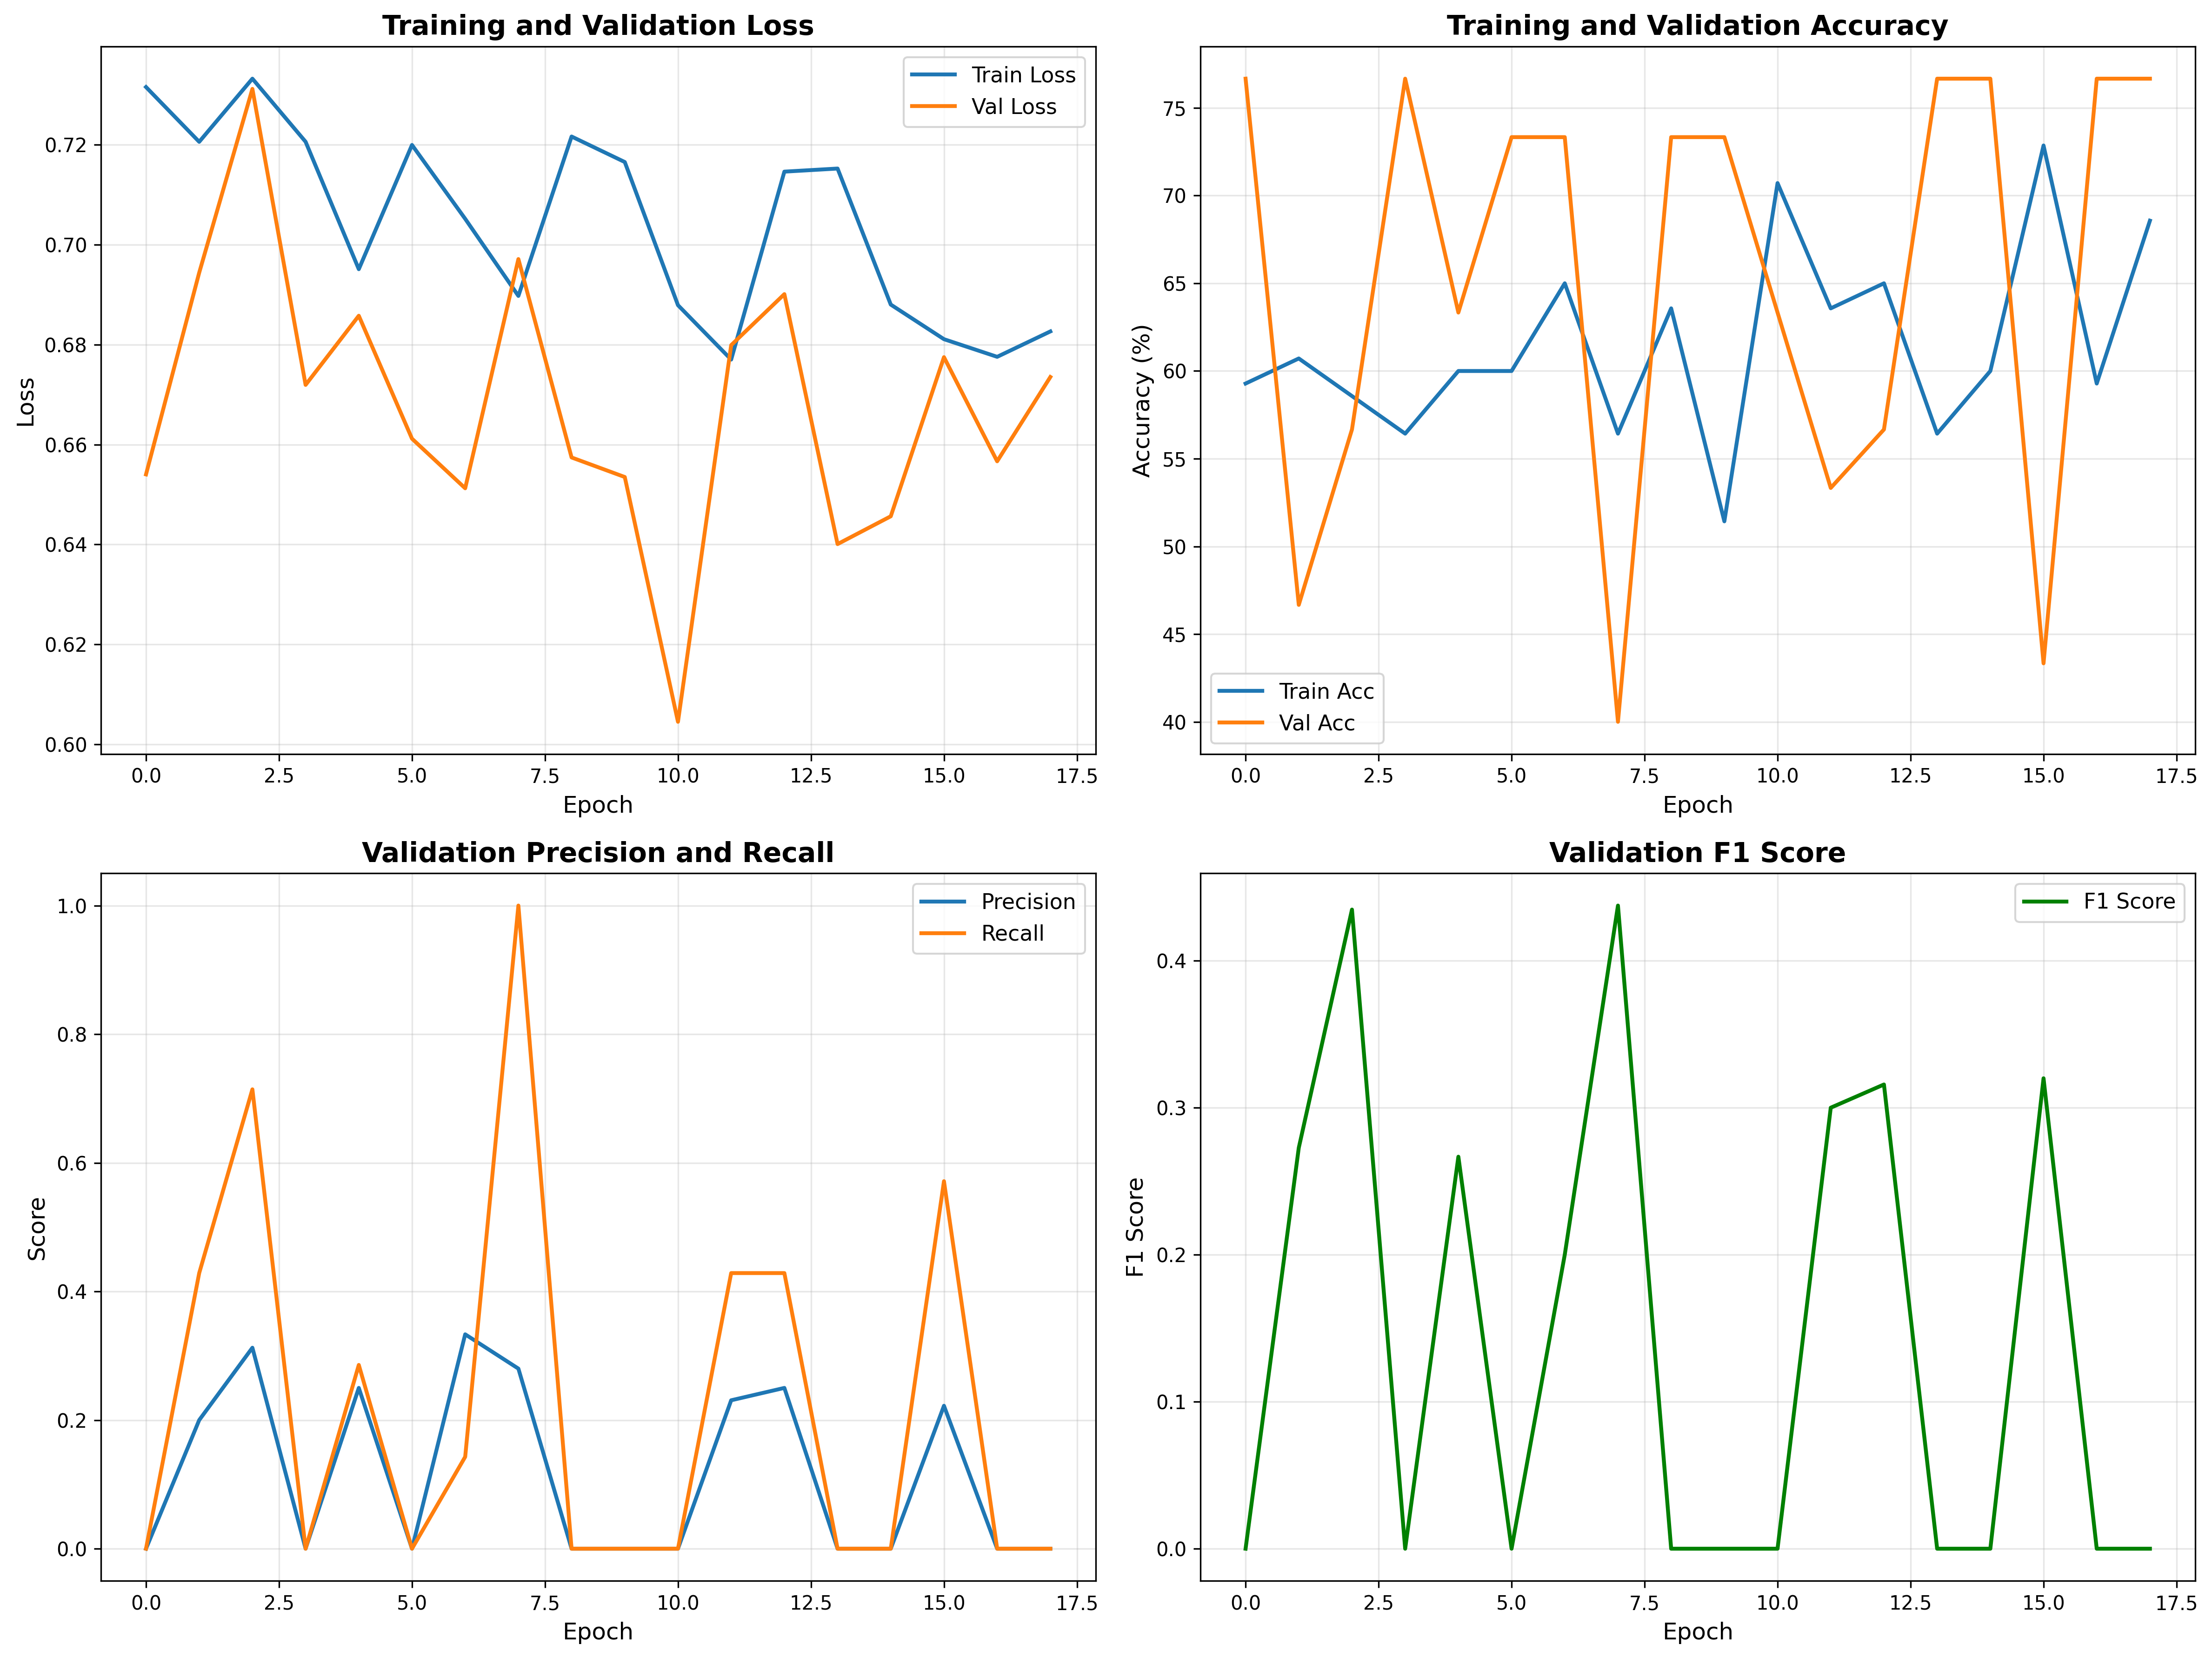 Training and Validation Loss
Train Loss
Val Loss
0.72
0.70
0.68
0.66
0.64
0.62
0.60
Loss
0.0 2.5 5.0 7.5 10.0 12.5 15.0 17.5
Epoch
Training and Validation Accuracy
75
70
65
60
55
50
45
40
Accuracy (%)
Train Acc
Val Acc
0.0 2.5 5.0 7.5 10.0 12.5 15.0 17.5
Epoch
Validation Precision and Recall
Precision
Recall
1.0
0.8
0.6
0.4
0.2
0.0
Score
0.0 2.5 5.0 7.5 10.0 12.5 15.0 17.5
Epoch
Validation F1 Score
F1 Score
0.4
0.3
0.2
0.1
0.0
F1 Score
0.0 2.5 5.0 7.5 10.0 12.5 15.0 17.5
Epoch